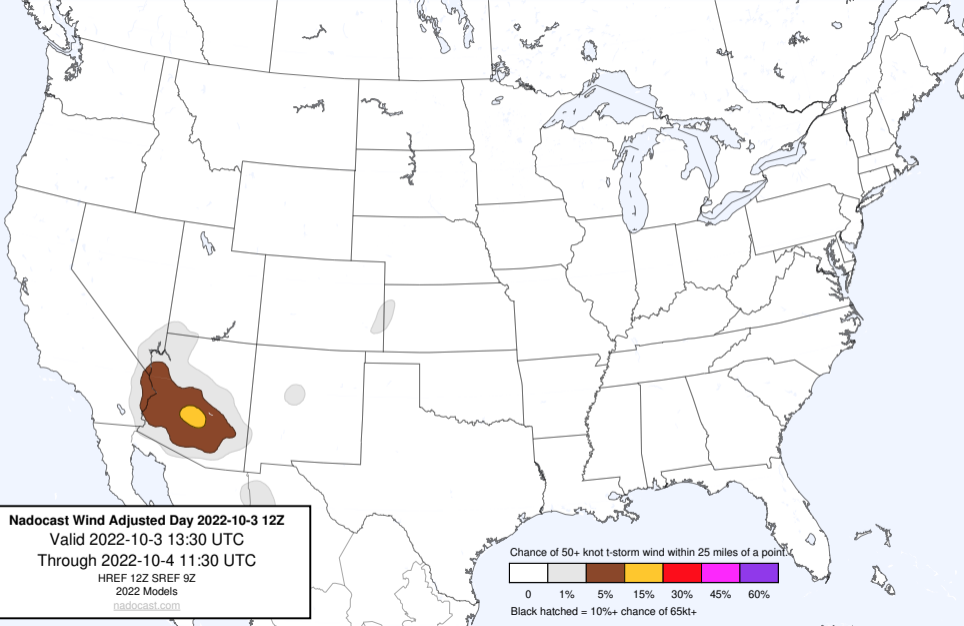 Nadocast Wind Adjusted Day 2022-10-3 12Z
Valid 2022-10-3 13:30 UTC
Through 2022-10-4 11:30 UTC
HREF 12Z SREF 9Z
2022 Models
nadocast.com
Chance of 50+ knot t-storm wind within 25 miles of a point.
0 1% 5% 15% 30% 45% 60%
Black hatched = 10%+ chance of 65kt+